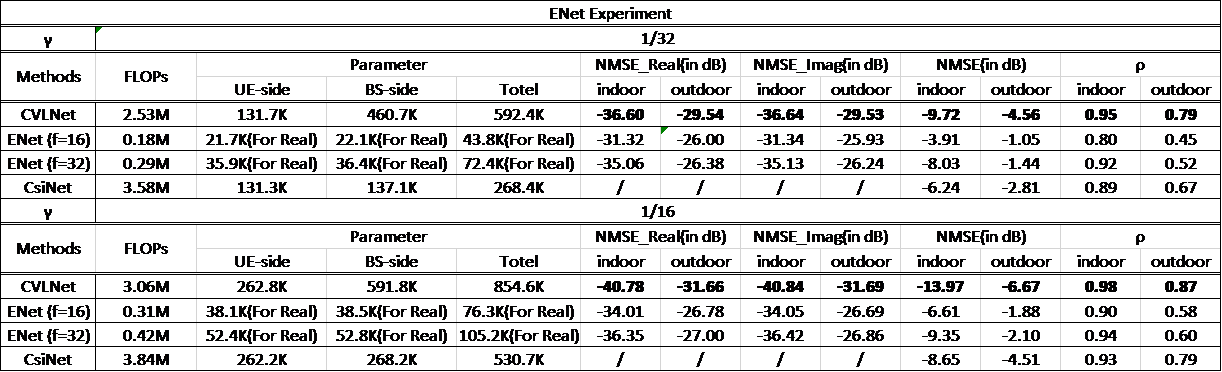 ENet Experiment
γ 1/32
Methods FLOPs Parameter NMSE_Real(in dB) NMSE_Imag(in dB) NMSE(in dB) ρ
UE-side BS-side Totel indoor outdoor indoor outdoor indoor outdoor indoor outdoor
CVLNet 2.53M 131.7K 460.7K 592.4K -36.60 -29.54 -36.64 -29.53 -9.72 -4.56 0.95 0.79
ENet (f=16) 0.18M 21.7K(For Real) 22.1K(For Real) 43.8K(For Real) -31.32 -26.00 -31.34 -25.93 -3.91 -1.05 0.80 0.45
ENet (f=32) 0.29M 35.9K(For Real) 36.4K(For Real) 72.4K(For Real) -35.06 -26.38 -35.13 -26.24 -8.03 -1.44 0.92 0.52
CsiNet 3.58M 131.3K 137.1K 268.4K / / / / -6.24 -2.81 0.89 0.67
γ 1/16
Methods FLOPs Parameter NMSE_Real(in dB) NMSE_Imag(in dB) NMSE(in dB) ρ
UE-side BS-side Totel indoor outdoor indoor outdoor indoor outdoor indoor outdoor
CVLNet 3.06M 262.8K 591.8K 854.6K -40.78 -31.66 -40.84 -31.69 -13.97 -6.67 0.98 0.87
ENet (f=16) 0.31M 38.1K(For Real) 38.5K(For Real) 76.3K(For Real) -34.01 -26.78 -34.05 -26.69 -6.61 -1.88 0.90 0.58
ENet (f=32) 0.42M 52.4K(For Real) 52.8K(For Real) 105.2K(For Real) -36.35 -27.00 -36.42 -26.86 -9.35 -2.10 0.94 0.60
CsiNet 3.84M 262.2K 268.2K 530.7K / / / / -8.65 -4.51 0.93 0.79